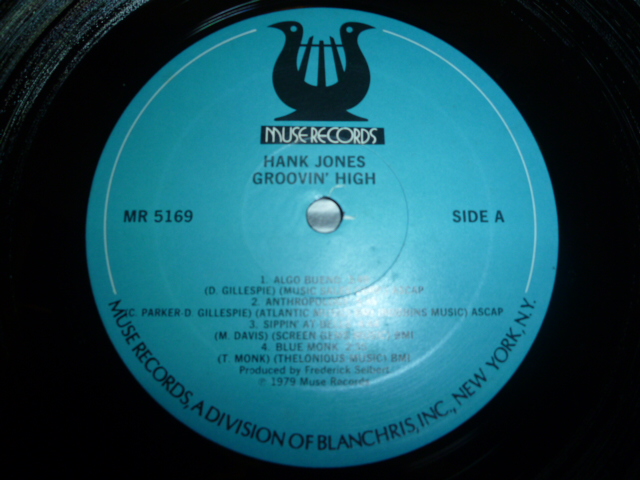 MUSE RECORDS
HANK JONES
GROOVIN' HIGH
MR 5169
SIDE A
1. ALGO
(D. GILLESPIE) (MUSIC ASCAP
2.
(C. PARKER-D. GILLESPIE) (ATLANTIC MUSIC) ASCAP
3. SIPPIN' AT
(M. DAVIS) (SCREEN BMI
4. BLUE MONK
(T. MONK) (THELONIOUS MUSIC) BMI
Produced by Frederick
℗ 1979 Muse Records
MUSE RECORDS, A DIVISION OF BLANCHRIS, INC., NEW YORK, N.Y.